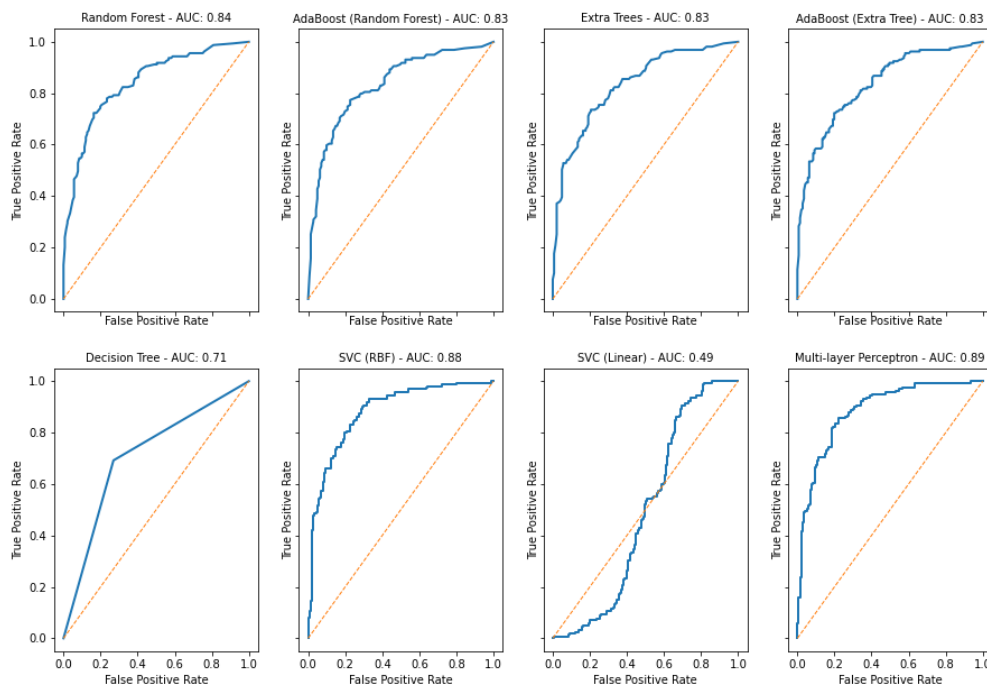 Random Forest - AUC: 0.84
AdaBoost (Random Forest) - AUC: 0.83
Extra Trees - AUC: 0.83
AdaBoost (Extra Tree) - AUC: 0.83
1.0
0.8
0.6
0.4
0.2
0.0
True Positive Rate
True Positive Rate
True Positive Rate
True Positive Rate
False Positive Rate
False Positive Rate
False Positive Rate
False Positive Rate
Decision Tree - AUC: 0.71
SVC (RBF) - AUC: 0.88
SVC (Linear) - AUC: 0.49
Multi-layer Perceptron - AUC: 0.89
1.0
0.8
0.6
0.4
0.2
0.0
True Positive Rate
True Positive Rate
True Positive Rate
True Positive Rate
0.0 0.2 0.4 0.6 0.8 1.0
0.0 0.2 0.4 0.6 0.8 1.0
0.0 0.2 0.4 0.6 0.8 1.0
0.0 0.2 0.4 0.6 0.8 1.0
False Positive Rate
False Positive Rate
False Positive Rate
False Positive Rate